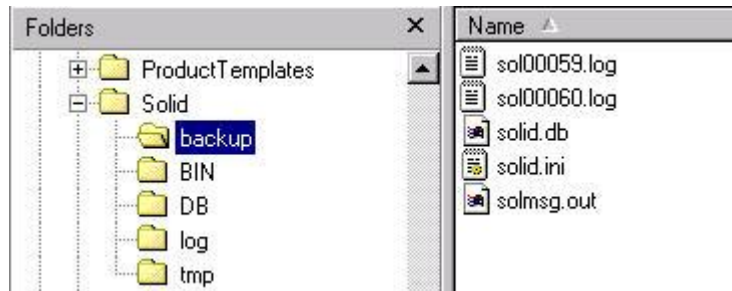 Folders
ProductTemplates
Solid
backup
BIN
DB
log
tmp
Name
sol00059.log
sol00060.log
solid.db
solid.ini
solmsg.out